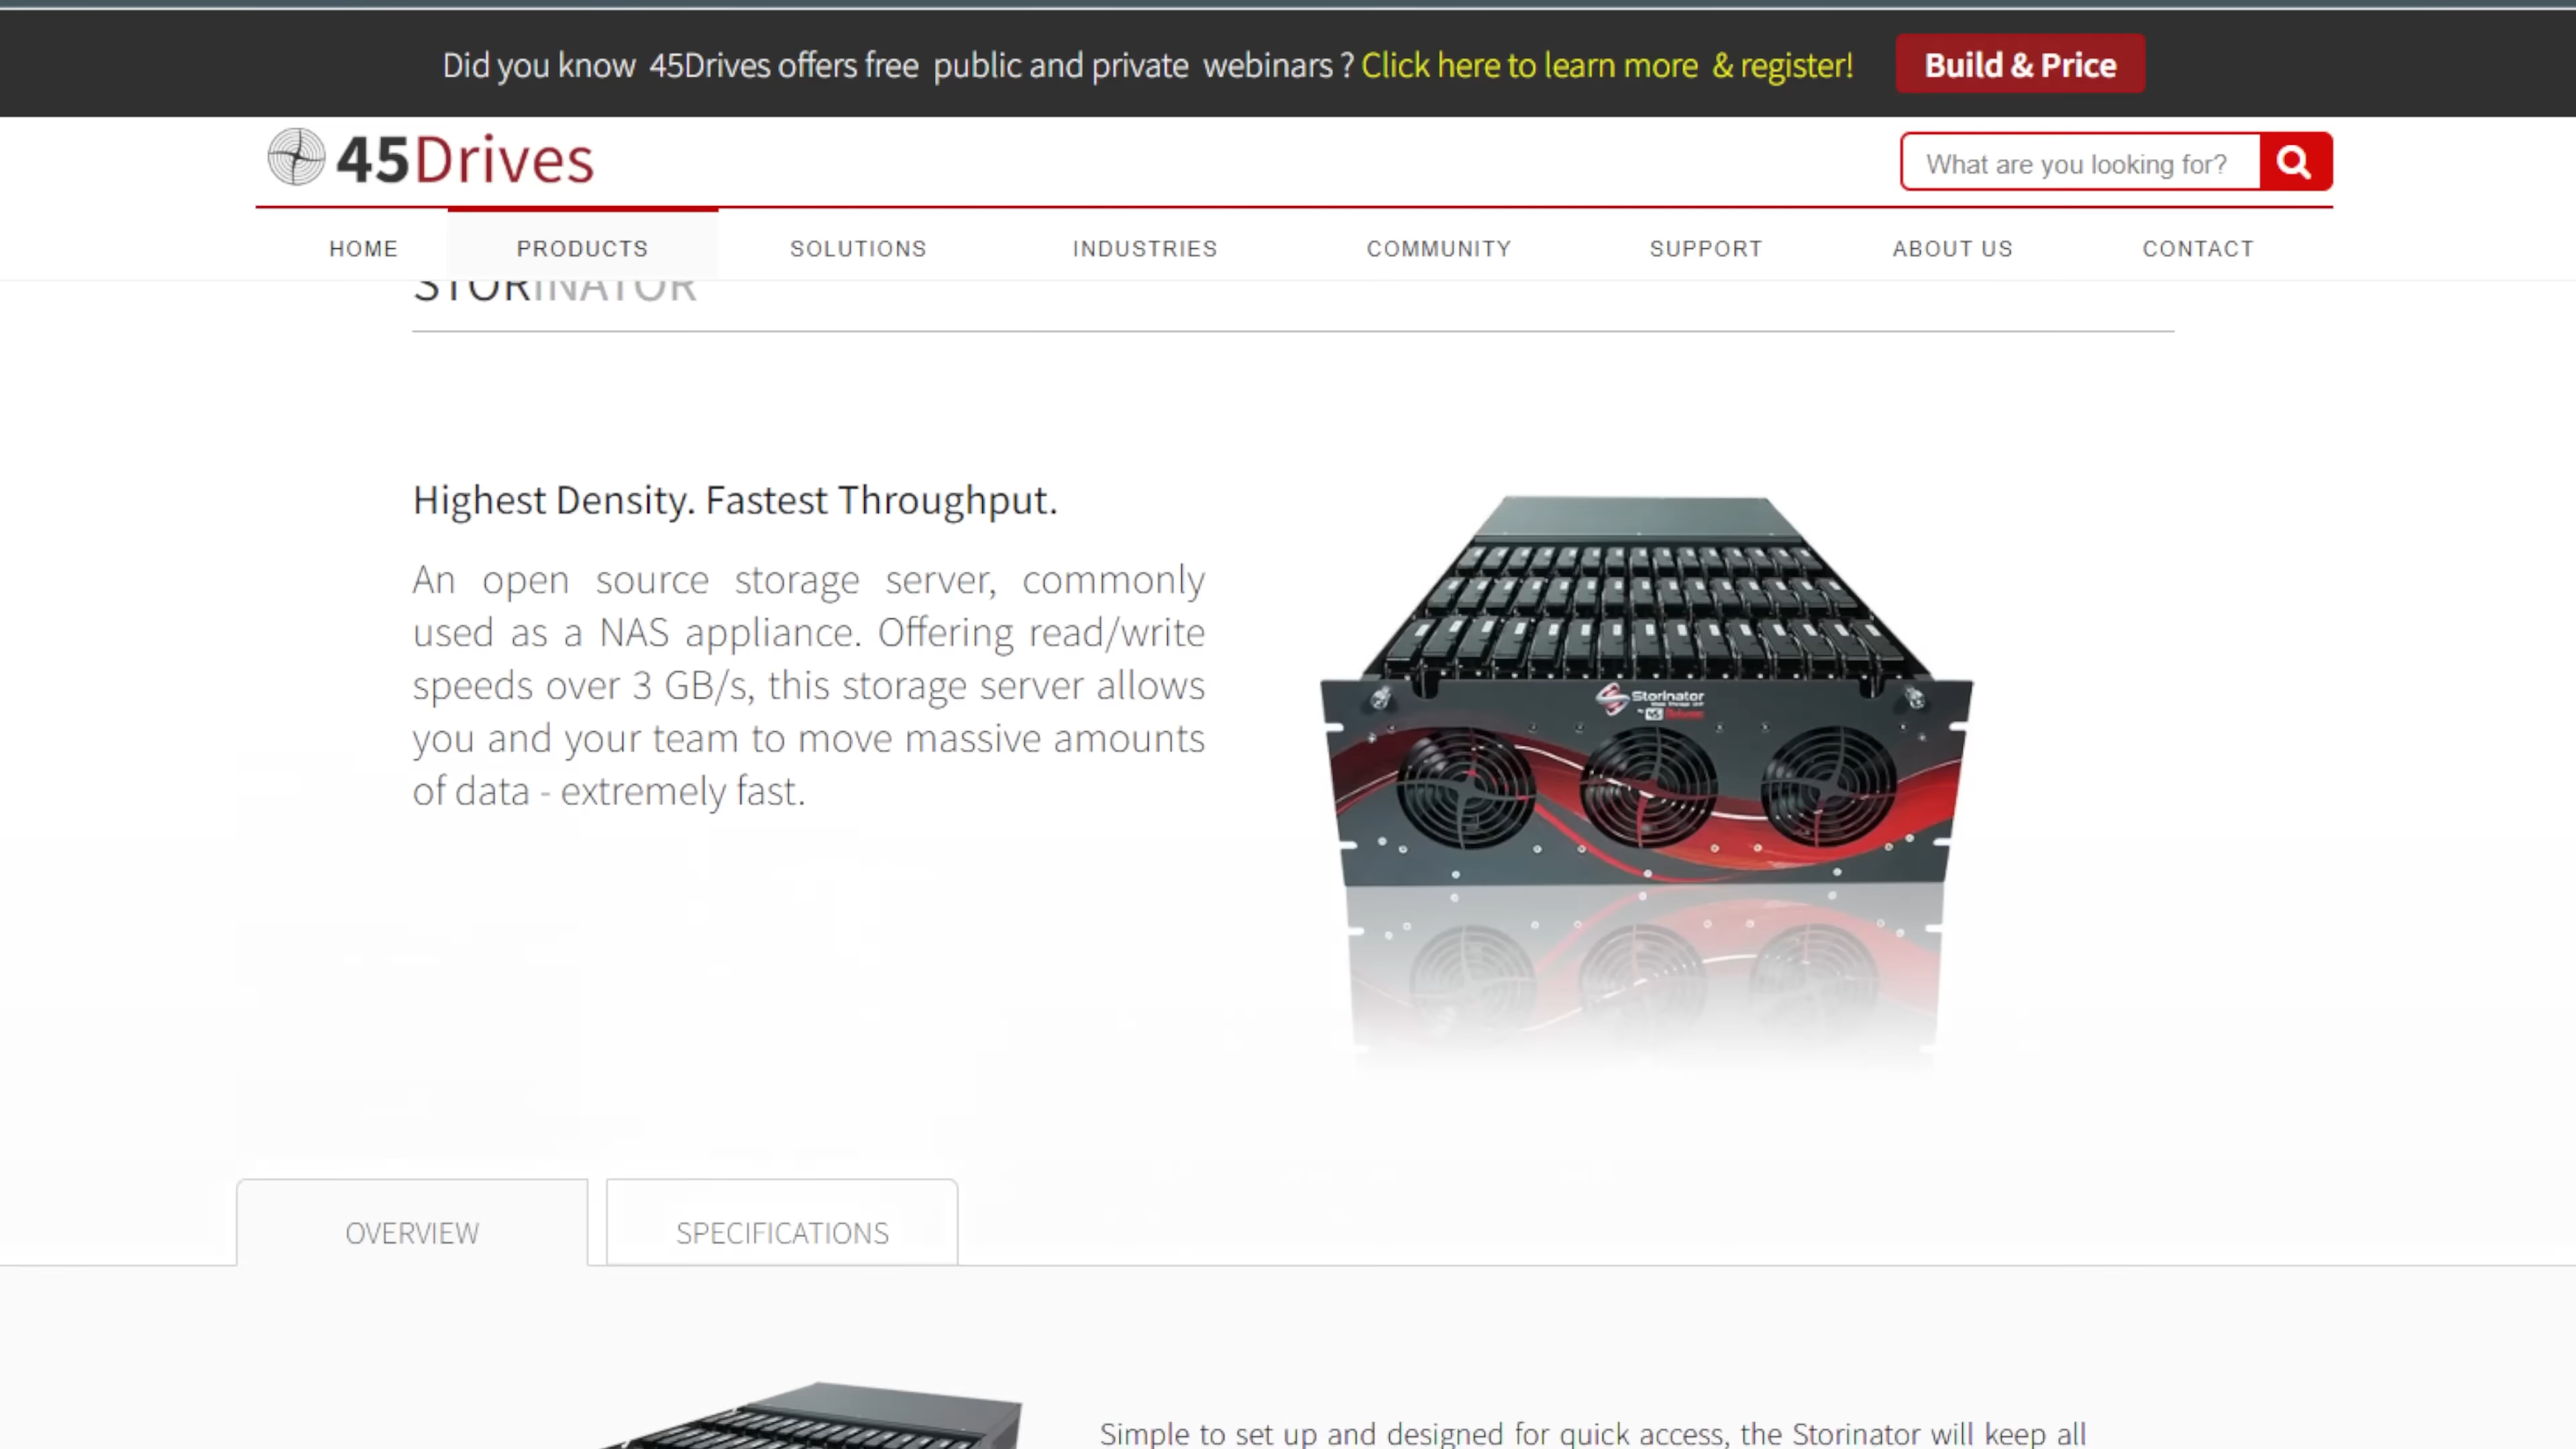 Did you know 45Drives offers free public and private webinars ? Click here to learn more & register!
Build & Price
45Drives
What are you looking for?
HOME PRODUCTS SOLUTIONS INDUSTRIES COMMUNITY SUPPORT ABOUT US CONTACT
STORINATOR
Highest Density. Fastest Throughput.
An open source storage server, commonly
used as a NAS appliance. Offering read/write
speeds over 3 GB/s, this storage server allows
you and your team to move massive amounts
of data - extremely fast.
Storinator
OVERVIEW
SPECIFICATIONS
Simple to set up and designed for quick access, the Storinator will keep all